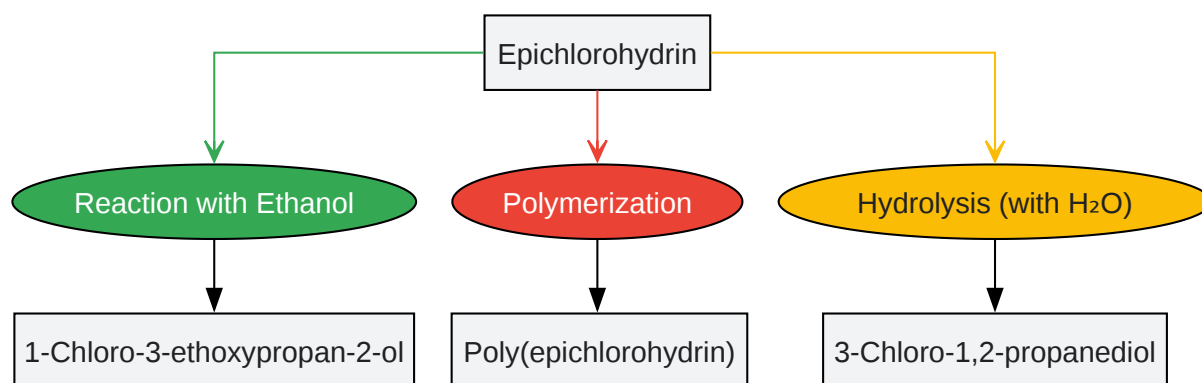 Epichlorohydrin
Reaction with Ethanol
Polymerization
Hydrolysis (with H₂O)
1-Chloro-3-ethoxypropan-2-ol
Poly(epichlorohydrin)
3-Chloro-1,2-propanediol